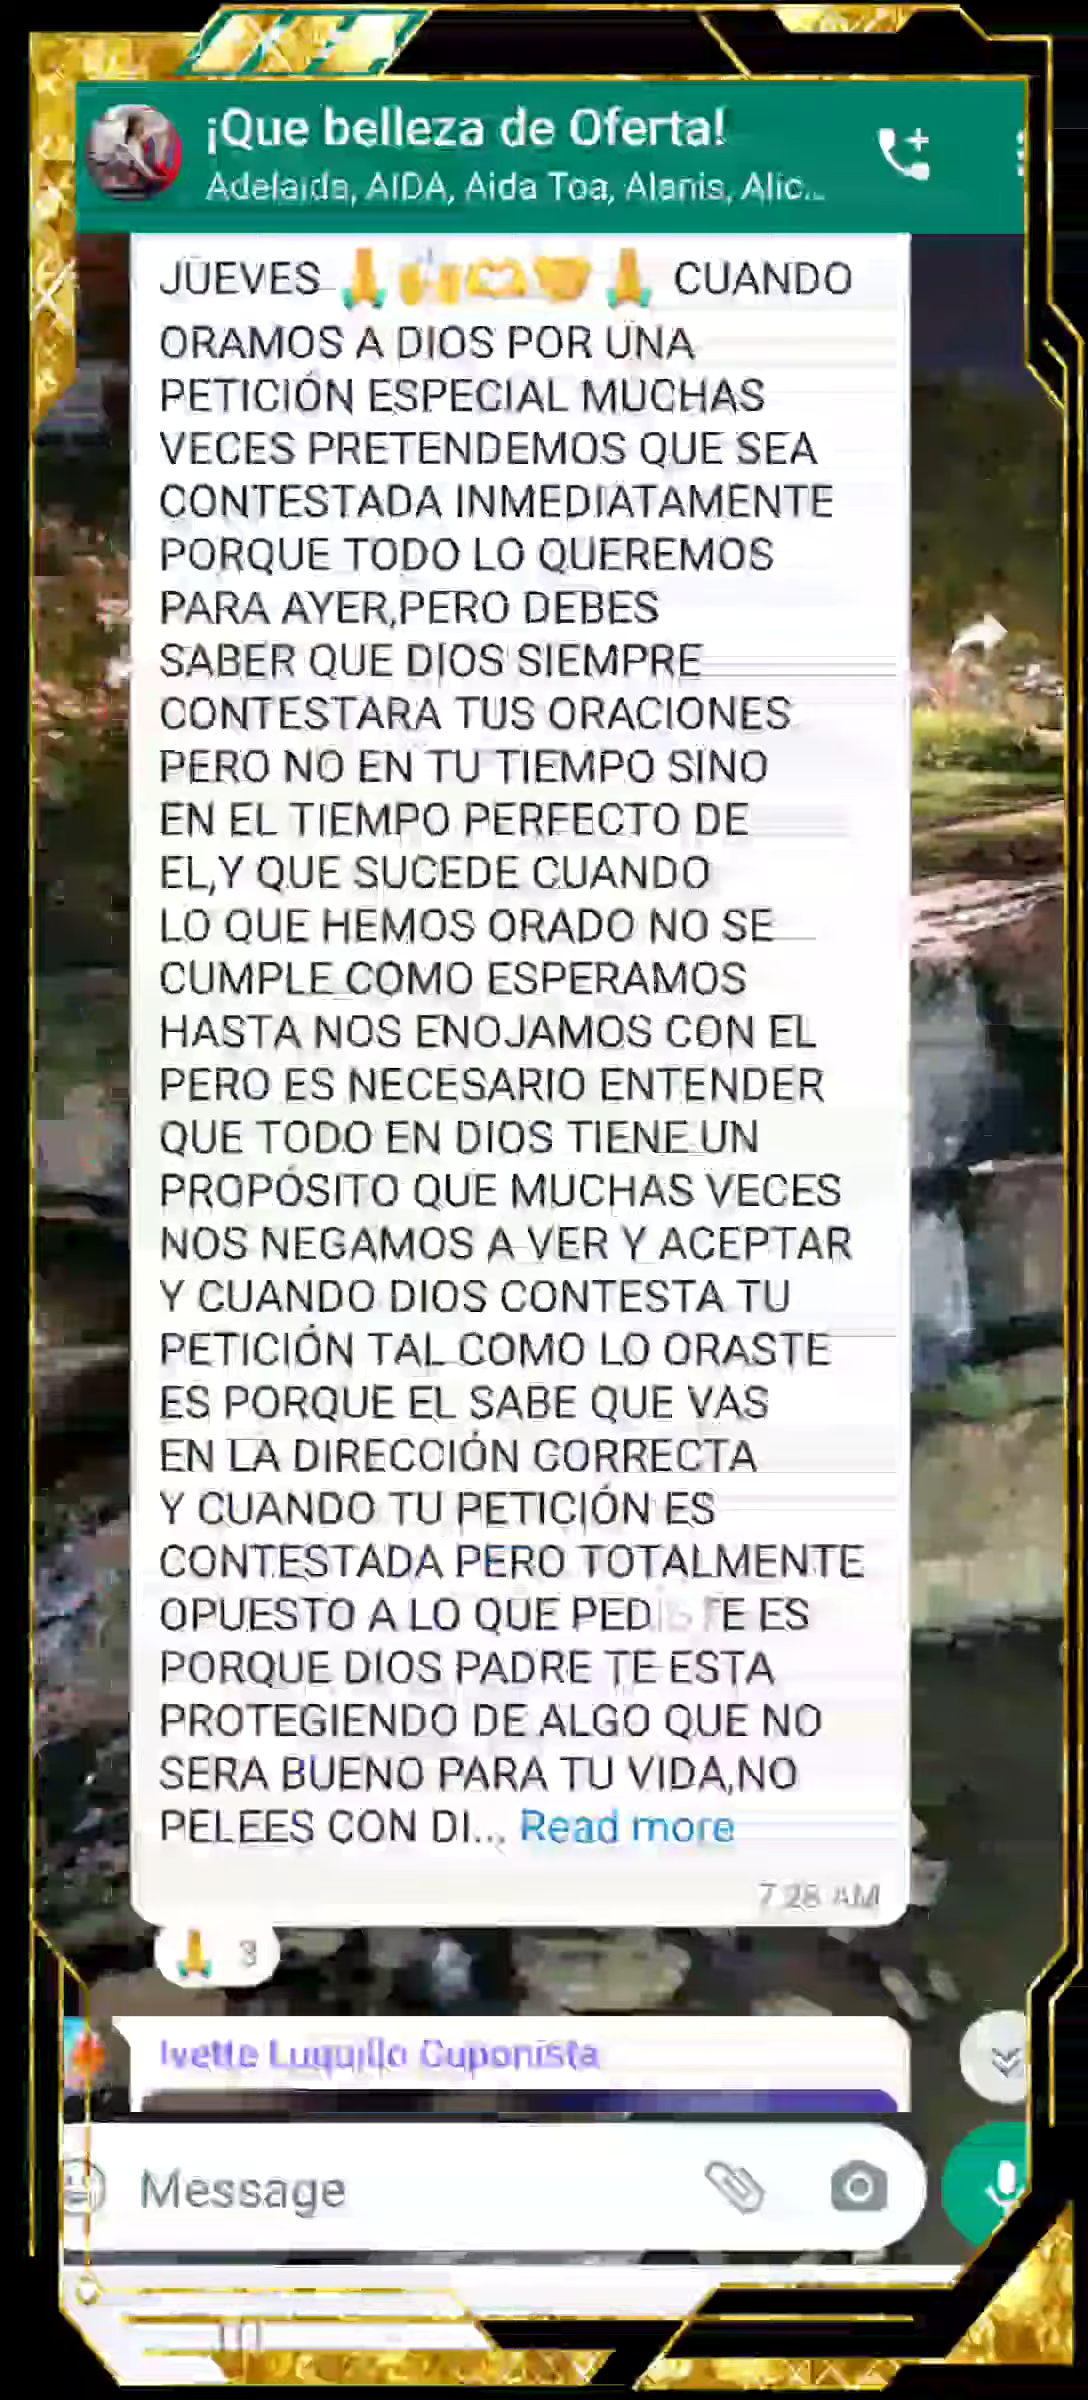 ¡Que belleza de Oferta!
Adelaida, AIDA, Aida Toa, Alanis, Alic...
JUEVES 🙏🙌🫶🤝🙏 CUANDO
ORAMOS A DIOS POR UNA
PETICIÓN ESPECIAL MUCHAS
VECES PRETENDEMOS QUE SEA
CONTESTADA INMEDIATAMENTE
PORQUE TODO LO QUEREMOS
PARA AYER,PERO DEBES
SABER QUE DIOS SIEMPRE
CONTESTARA TUS ORACIONES
PERO NO EN TU TIEMPO SINO
EN EL TIEMPO PERFECTO DE
EL,Y QUE SUCEDE CUANDO
LO QUE HEMOS ORADO NO SE
CUMPLE COMO ESPERAMOS
HASTA NOS ENOJAMOS CON EL
PERO ES NECESARIO ENTENDER
QUE TODO EN DIOS TIENE UN
PROPÓSITO QUE MUCHAS VECES
NOS NEGAMOS A VER Y ACEPTAR
Y CUANDO DIOS CONTESTA TU
PETICIÓN TAL COMO LO ORASTE
ES PORQUE EL SABE QUE VAS
EN LA DIRECCIÓN CORRECTA
Y CUANDO TU PETICIÓN ES
CONTESTADA PERO TOTALMENTE
OPUESTO A LO QUE PEDISTE ES
PORQUE DIOS PADRE TE ESTA
PROTEGIENDO DE ALGO QUE NO
SERA BUENO PARA TU VIDA,NO
PELEES CON DI... Read more
7:28 AM
🙏 3
Ivette Luquillo Cuponista
Message